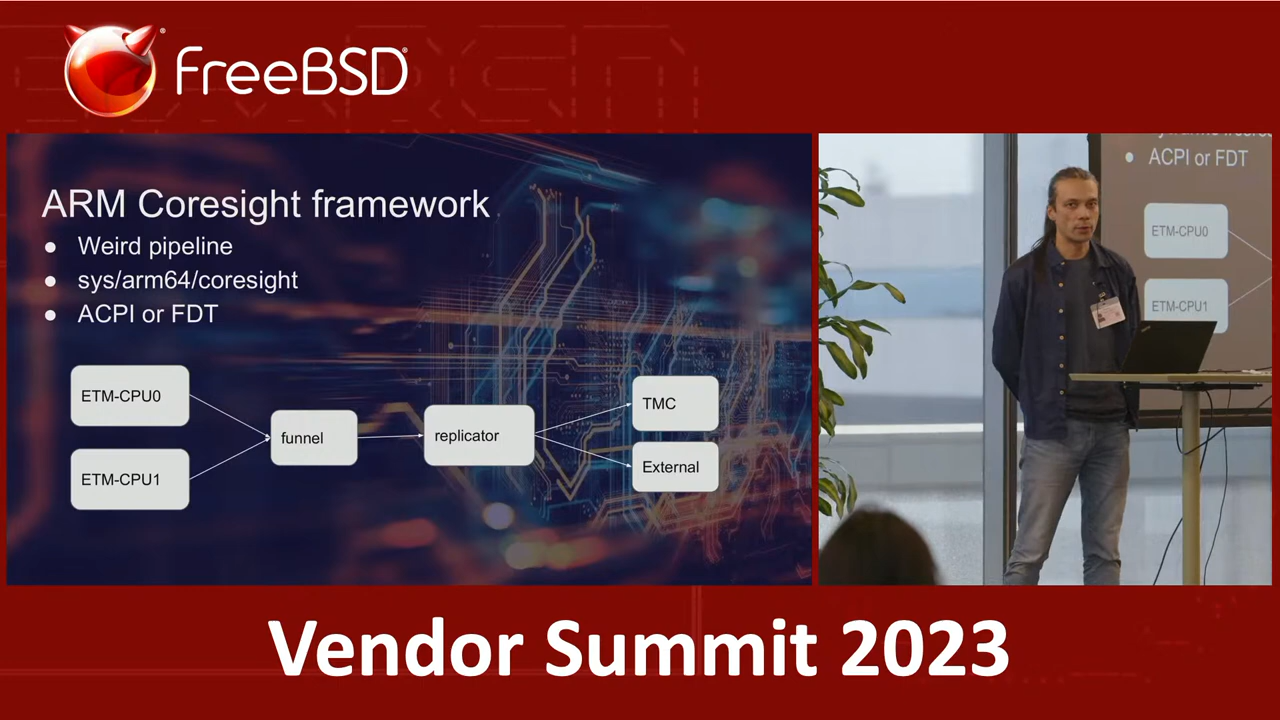 FreeBSD®
ARM Coresight framework
● Weird pipeline
● sys/arm64/coresight
● ACPI or FDT
ETM-CPU0
ETM-CPU1
funnel
replicator
TMC
External
● ACPI or FDT
ETM-CPU0
ETM-CPU1
Vendor Summit 2023